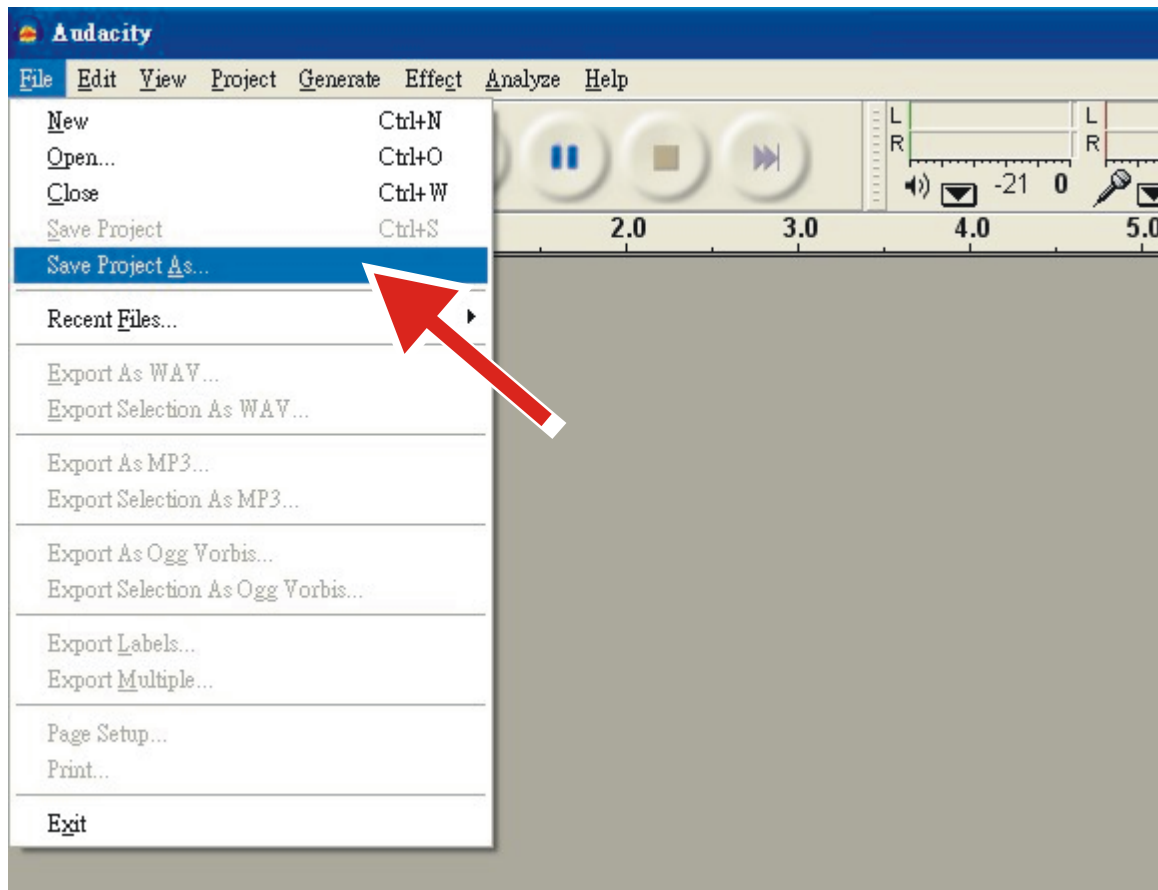 Audacity
File Edit View Project Generate Effect Analyze Help
New Ctrl+N
Open... Ctrl+O
Close Ctrl+W
Save Project Ctrl+S
Save Project As...
Recent Files...
Export As WAV...
Export Selection As WAV...
Export As MP3...
Export Selection As MP3...
Export As Ogg Vorbis...
Export Selection As Ogg Vorbis...
Export Labels...
Export Multiple...
Page Setup...
Print...
Exit
L L
R R
-21 0
2.0 3.0 4.0 5.0